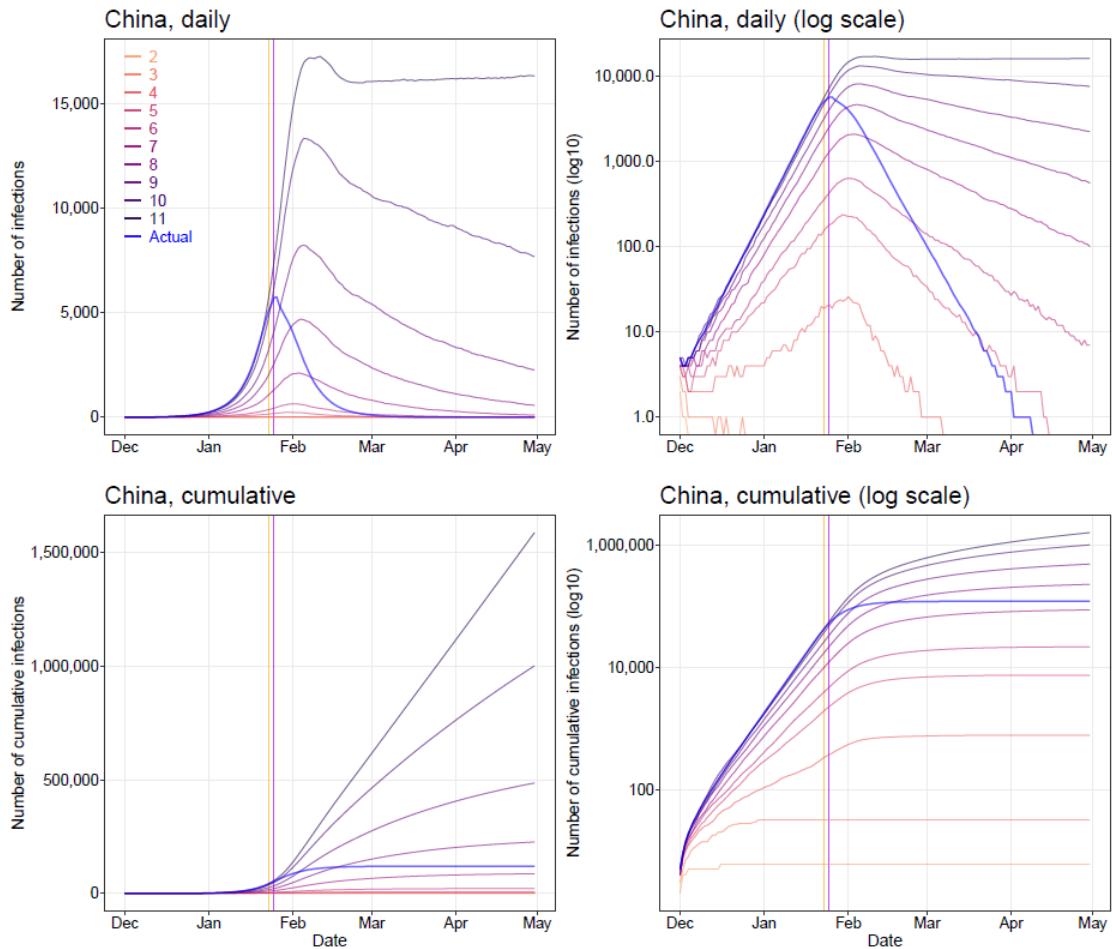 China, daily
Number of infections
15,000
10,000
5,000
0
2
3
4
5
6
7
8
9
10
11
Actual
Dec Jan Feb Mar Apr May
China, daily (log scale)
Number of infections (log10)
10,000.0
1,000.0
100.0
10.0
1.0
Dec Jan Feb Mar Apr May
China, cumulative
Number of cumulative infections
1,500,000
1,000,000
500,000
0
Dec Jan Feb Mar Apr May
Date
China, cumulative (log scale)
Number of cumulative infections (log10)
1,000,000
10,000
100
Dec Jan Feb Mar Apr May
Date